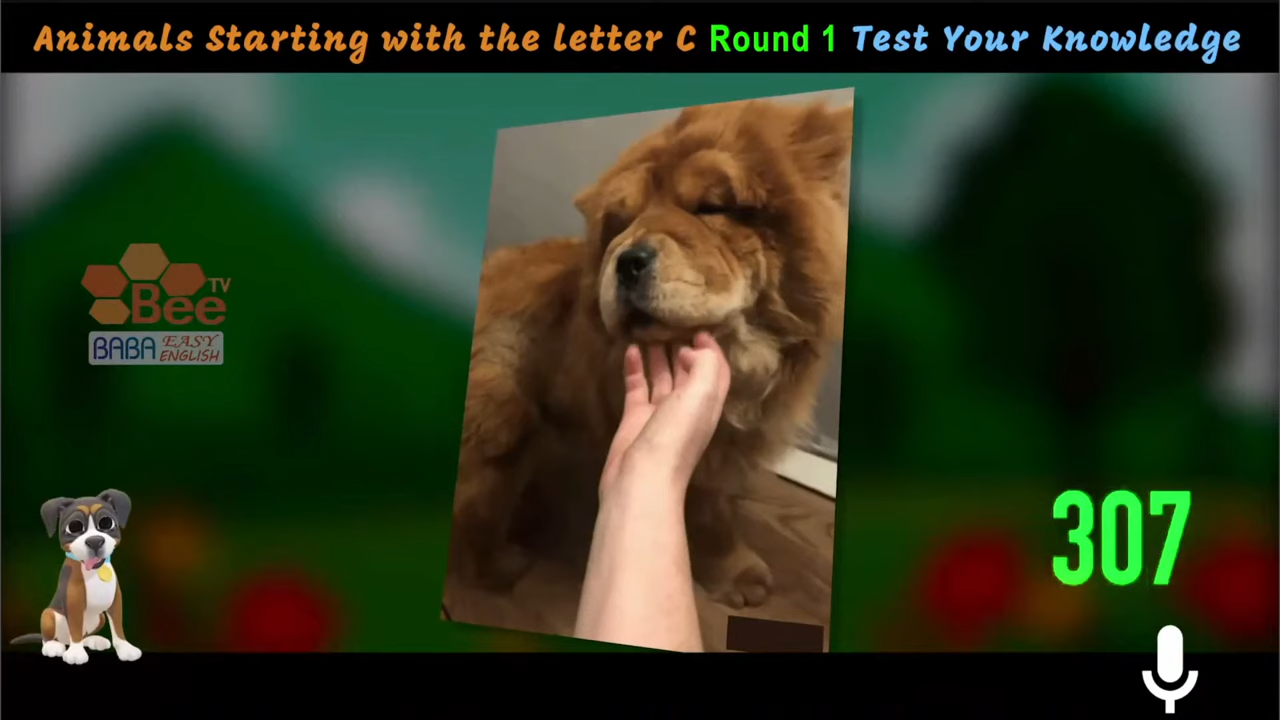 Animals Starting with the letter C Round 1 Test Your Knowledge
Bee TV
BABA EASY ENGLISH
307